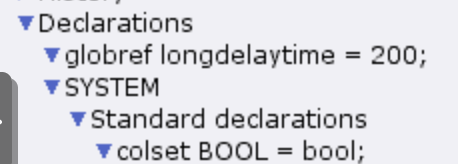 Declarations
globref longdelaytime = 200;
SYSTEM
Standard declarations
colset BOOL = bool;